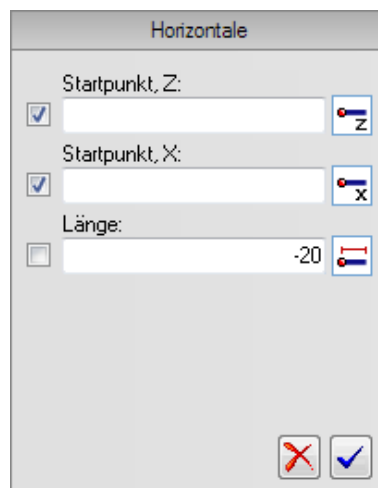 Horizontale
Startpunkt, Z:
Z
Startpunkt, X:
X
Länge:
-20